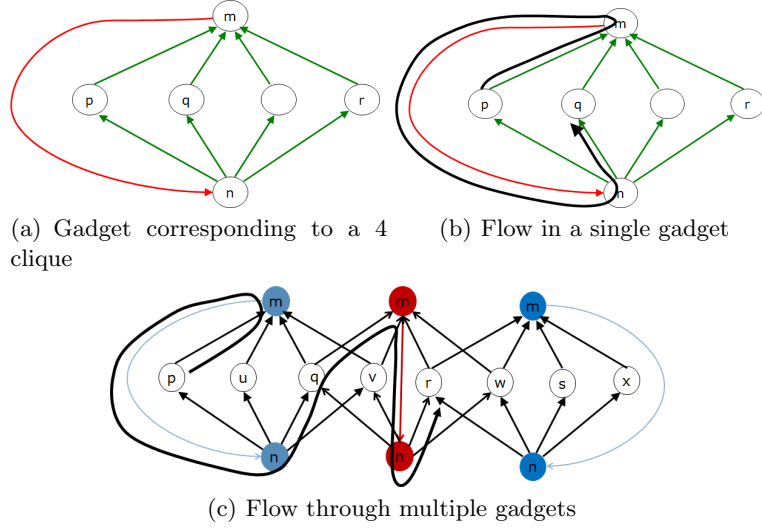 m
m
p
q
r
p
q
r
n
n
(a) Gadget corresponding to a 4
clique
(b) Flow in a single gadget
m
m
m
p
u
q
v
r
w
s
x
n
n
n
(c) Flow through multiple gadgets